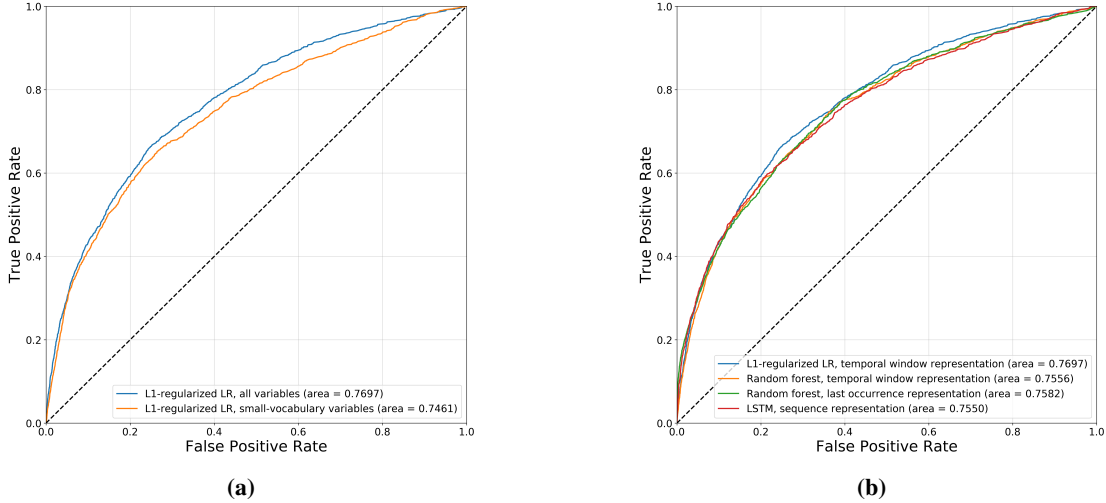 1.0
0.8
0.6
0.4
0.2
0.0
0.0 0.2 0.4 0.6 0.8 1.0
True Positive Rate
False Positive Rate
L1-regularized LR, all variables (area = 0.7697)
L1-regularized LR, small-vocabulary variables (area = 0.7461)
(a)
1.0
0.8
0.6
0.4
0.2
0.0
0.0 0.2 0.4 0.6 0.8 1.0
True Positive Rate
False Positive Rate
L1-regularized LR, temporal window representation (area = 0.7697)
Random forest, temporal window representation (area = 0.7556)
Random forest, last occurrence representation (area = 0.7582)
LSTM, sequence representation (area = 0.7550)
(b)